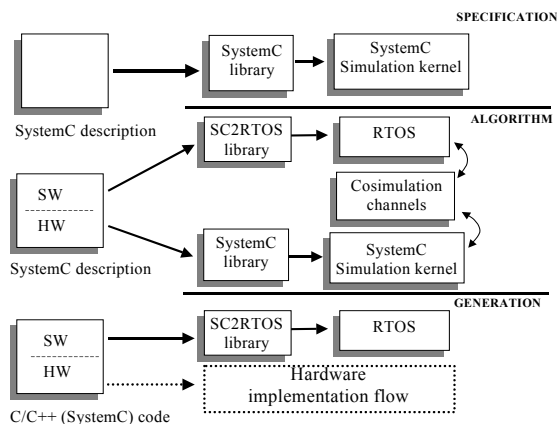 SPECIFICATION
SystemC
library
SystemC
Simulation kernel
SystemC description
ALGORITHM
SC2RTOS
library
RTOS
SW
HW
Cosimulation
channels
SystemC description
SystemC
library
SystemC
Simulation kernel
GENERATION
SC2RTOS
library
RTOS
SW
HW
Hardware
implementation flow
C/C++ (SystemC) code